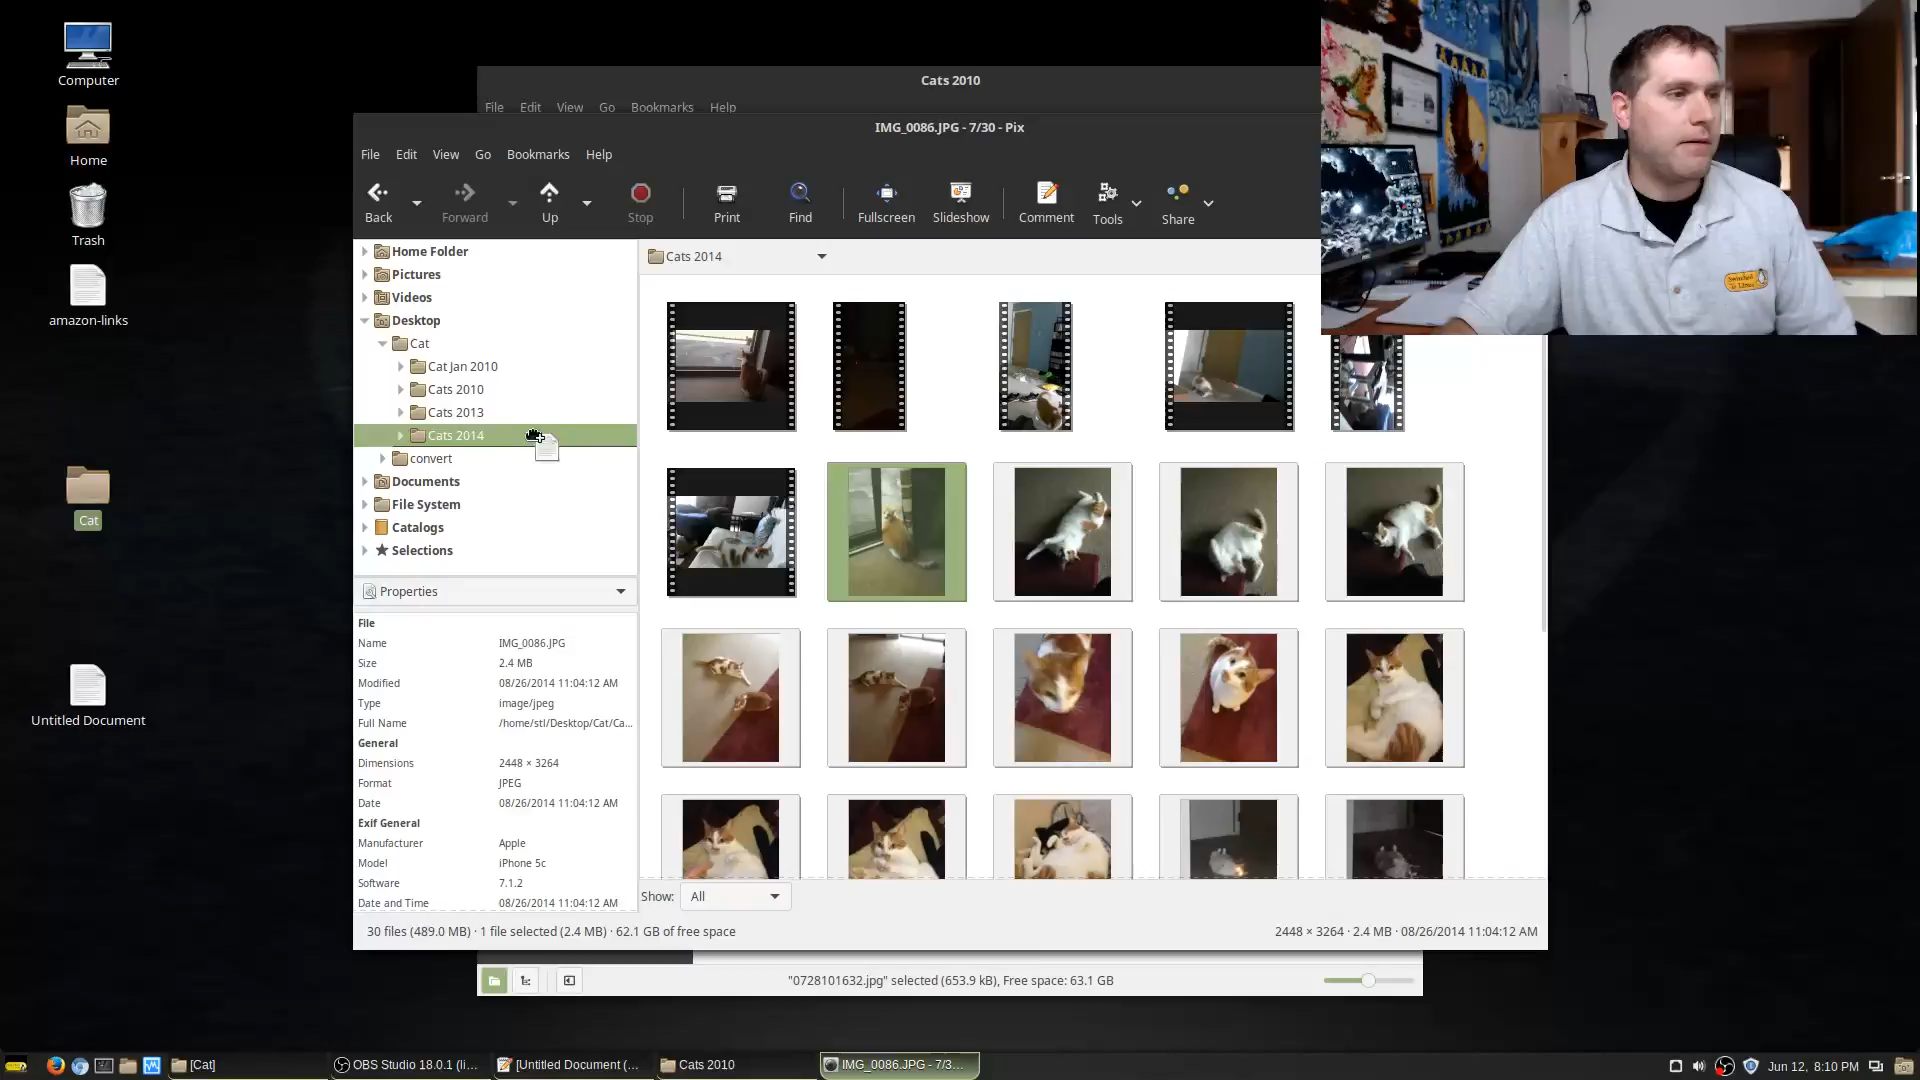 Computer
Home
Trash
amazon-links
Cat
Untitled Document
Cats 2010
File Edit View Go Bookmarks Help
IMG_0086.JPG - 7/30 - Pix
File Edit View Go Bookmarks Help
Back Forward Up Stop Print Find Fullscreen Slideshow Comment Tools Share
Home Folder
Pictures
Videos
Desktop
Cat
Cat Jan 2010
Cats 2010
Cats 2013
Cats 2014
convert
Documents
File System
Catalogs
Selections
Cats 2014
Properties
File
Name IMG_0086.JPG
Size 2.4 MB
Modified 08/26/2014 11:04:12 AM
Type image/jpeg
Full Name /home/stl/Desktop/Cat/Ca...
General
Dimensions 2448 × 3264
Format JPEG
Date 08/26/2014 11:04:12 AM
Exif General
Manufacturer Apple
Model iPhone 5c
Software 7.1.2
Date and Time 08/26/2014 11:04:12 AM
Show: All
30 files (489.0 MB) · 1 file selected (2.4 MB) · 62.1 GB of free space
2448 × 3264 · 2.4 MB · 08/26/2014 11:04:12 AM
"0728101632.jpg" selected (653.9 kB), Free space: 63.1 GB
Switched To Linux
[Cat]
OBS Studio 18.0.1 (li...
[Untitled Document (...
Cats 2010
IMG_0086.JPG - 7/3...
Jun 12, 8:10 PM